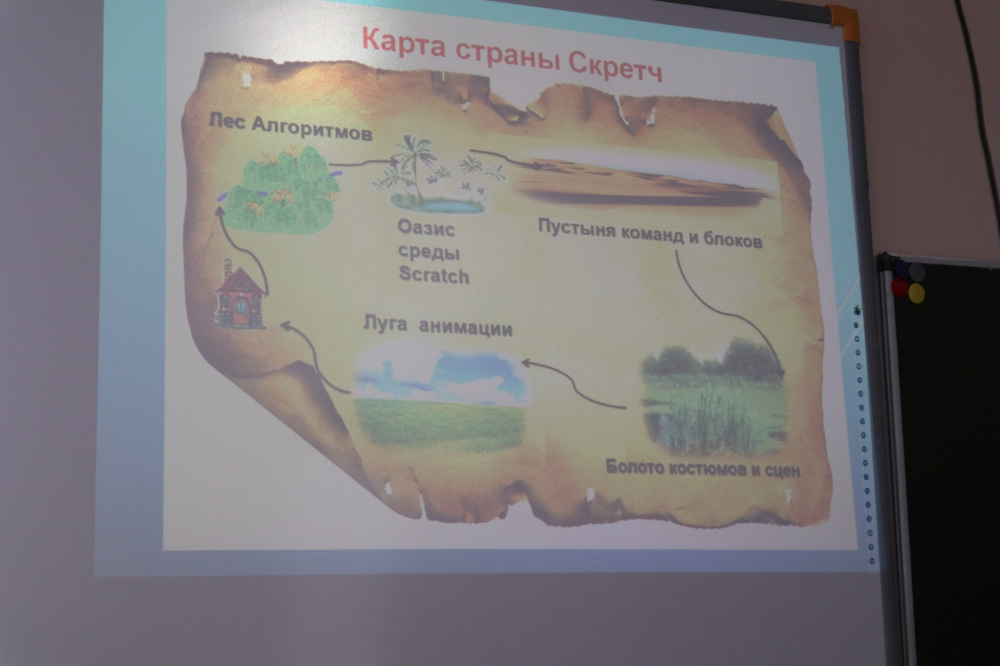 Карта страны Скретч
Лес Алгоритмов
Оазис
среды
Scratch
Пустыня команд и блоков
Луга анимации
Болото костюмов и сцен